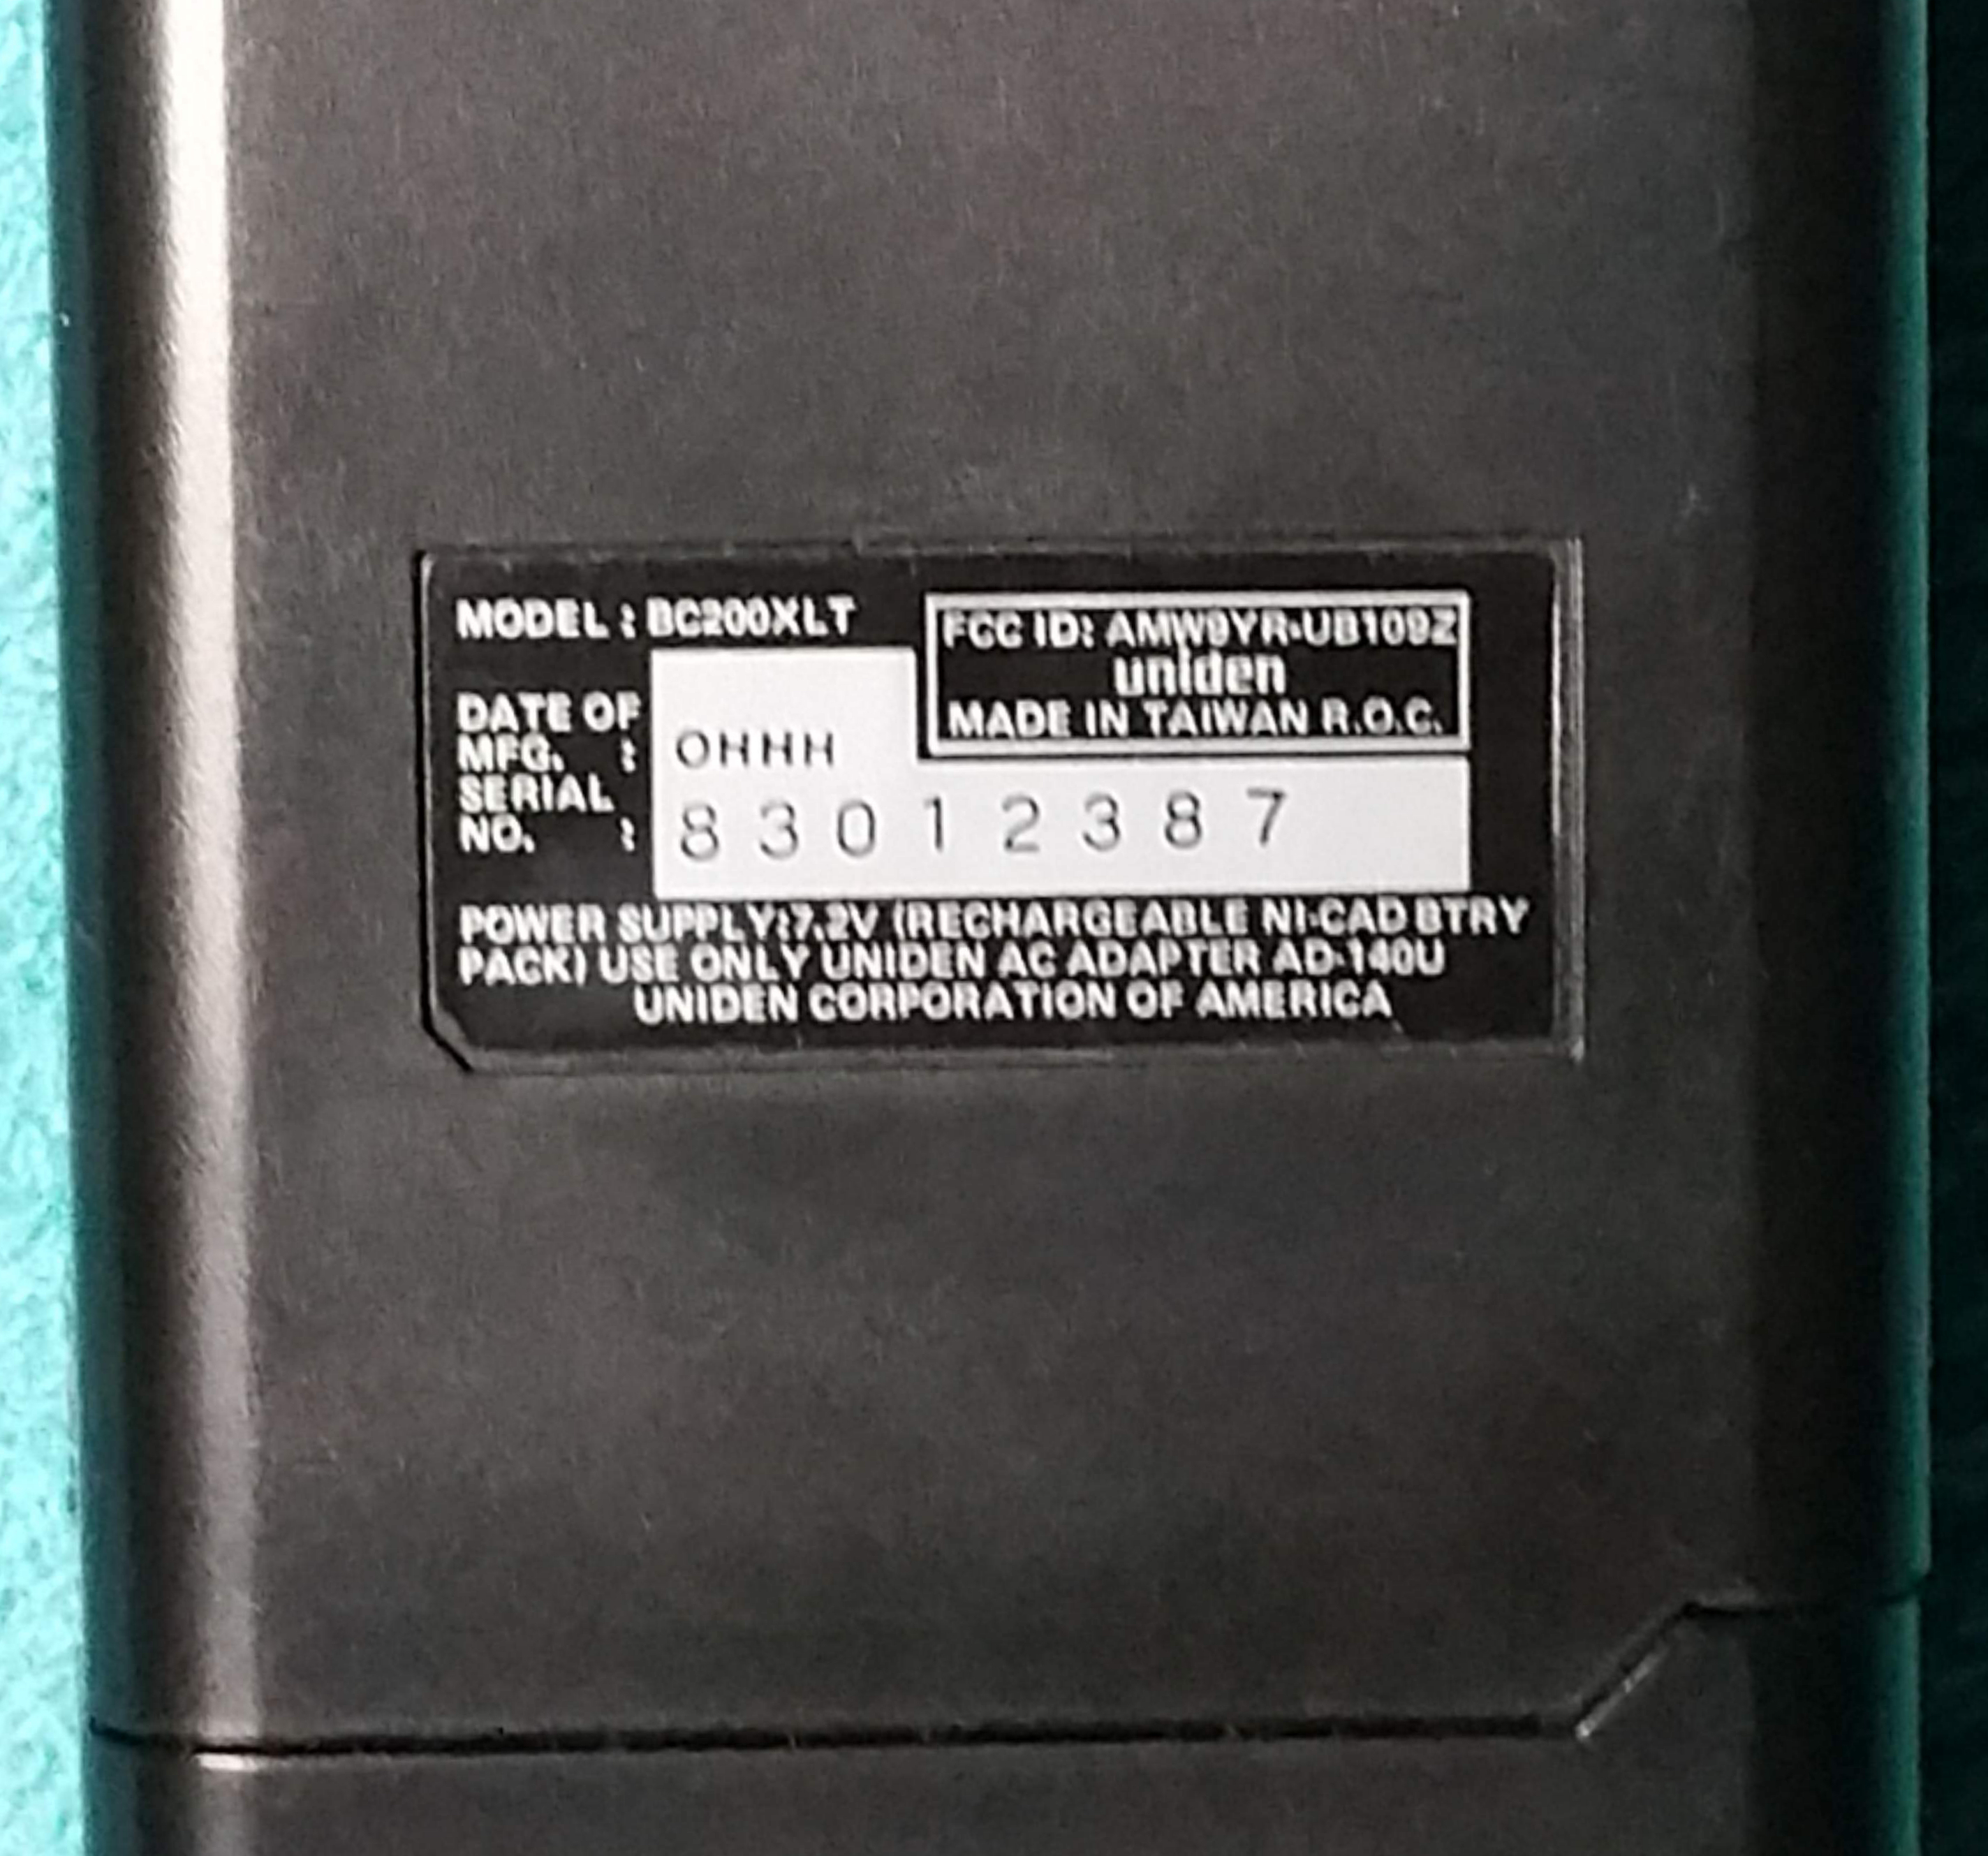 MODEL : BC200XLT
FCC ID: AMW9YR-UB109Z
uniden
MADE IN TAIWAN R.O.C.
DATE OF
MFG. : OHHH
SERIAL
NO. : 83012387
POWER SUPPLY:7.2V (RECHARGEABLE NI-CAD BTRY
PACK) USE ONLY UNIDEN AC ADAPTER AD-140U
UNIDEN CORPORATION OF AMERICA